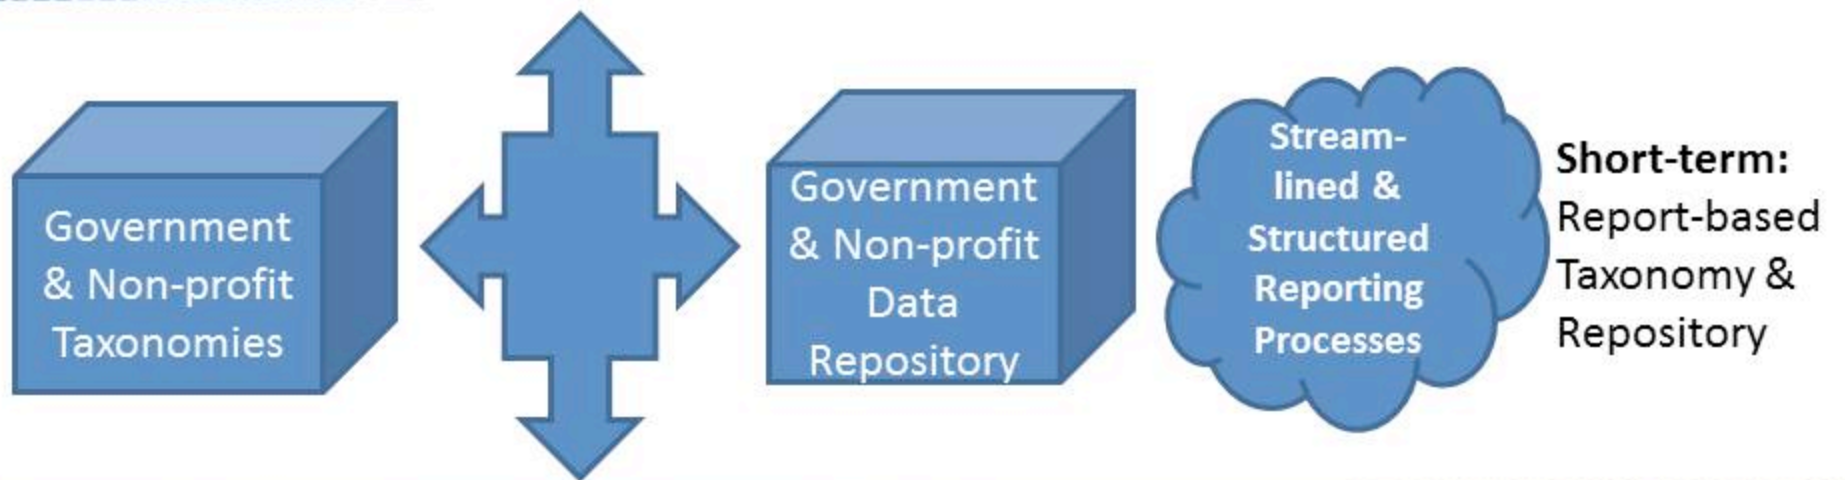 Government
& Non-profit
Taxonomies
Government
& Non-profit
Data
Repository
Stream-
lined &
Structured
Reporting
Processes
Short-term:
Report-based
Taxonomy &
Repository